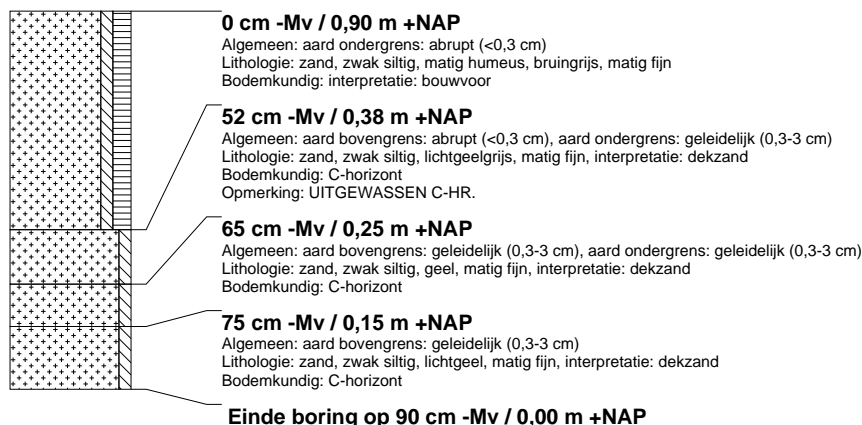 0 cm -Mv / 0,90 m +NAP
Algemeen: aard ondergrens: abrupt (<0,3 cm)
Lithologie: zand, zwak siltig, matig humeus, bruingrijs, matig fijn
Bodemkundig: interpretatie: bouwvoor
52 cm -Mv / 0,38 m +NAP
Algemeen: aard bovengrens: abrupt (<0,3 cm), aard ondergrens: geleidelijk (0,3-3 cm)
Lithologie: zand, zwak siltig, lichtgeelgrijs, matig fijn, interpretatie: dekzand
Bodemkundig: C-horizont
Opmerking: UITGEWASSEN C-HR.
65 cm -Mv / 0,25 m +NAP
Algemeen: aard bovengrens: geleidelijk (0,3-3 cm), aard ondergrens: geleidelijk (0,3-3 cm)
Lithologie: zand, zwak siltig, geel, matig fijn, interpretatie: dekzand
Bodemkundig: C-horizont
75 cm -Mv / 0,15 m +NAP
Algemeen: aard bovengrens: geleidelijk (0,3-3 cm)
Lithologie: zand, zwak siltig, lichtgeel, matig fijn, interpretatie: dekzand
Bodemkundig: C-horizont
Einde boring op 90 cm -Mv / 0,00 m +NAP